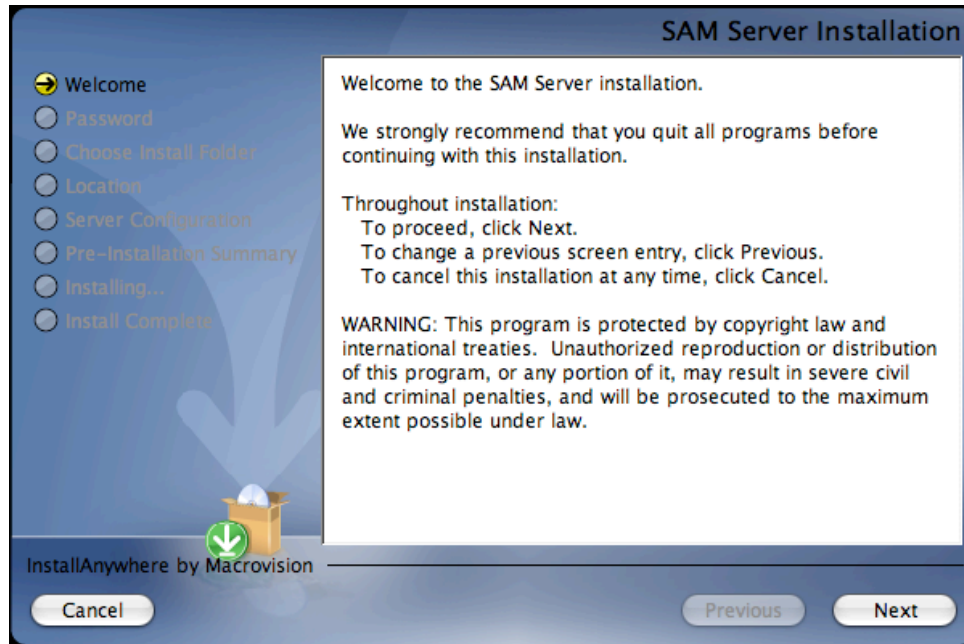 SAM Server Installation
Welcome
Password
Choose Install Folder
Location
Server Configuration
Pre-Installation Summary
Installing...
Install Complete
Welcome to the SAM Server installation.
We strongly recommend that you quit all programs before
continuing with this installation.
Throughout installation:
To proceed, click Next.
To change a previous screen entry, click Previous.
To cancel this installation at any time, click Cancel.
WARNING: This program is protected by copyright law and
international treaties.  Unauthorized reproduction or distribution
of this program, or any portion of it, may result in severe civil
and criminal penalties, and will be prosecuted to the maximum
extent possible under law.
InstallAnywhere by Macrovision
Cancel
Previous
Next